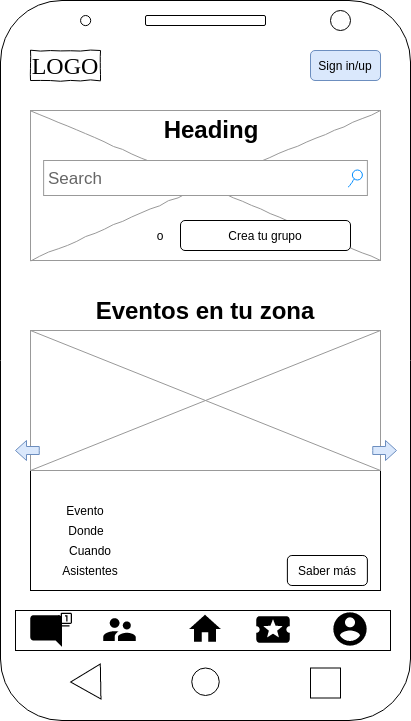 LOGO
Sign in/up
Heading
Search
o
Crea tu grupo
Eventos en tu zona
Evento
Donde
Cuando
Asistentes
Saber más
1